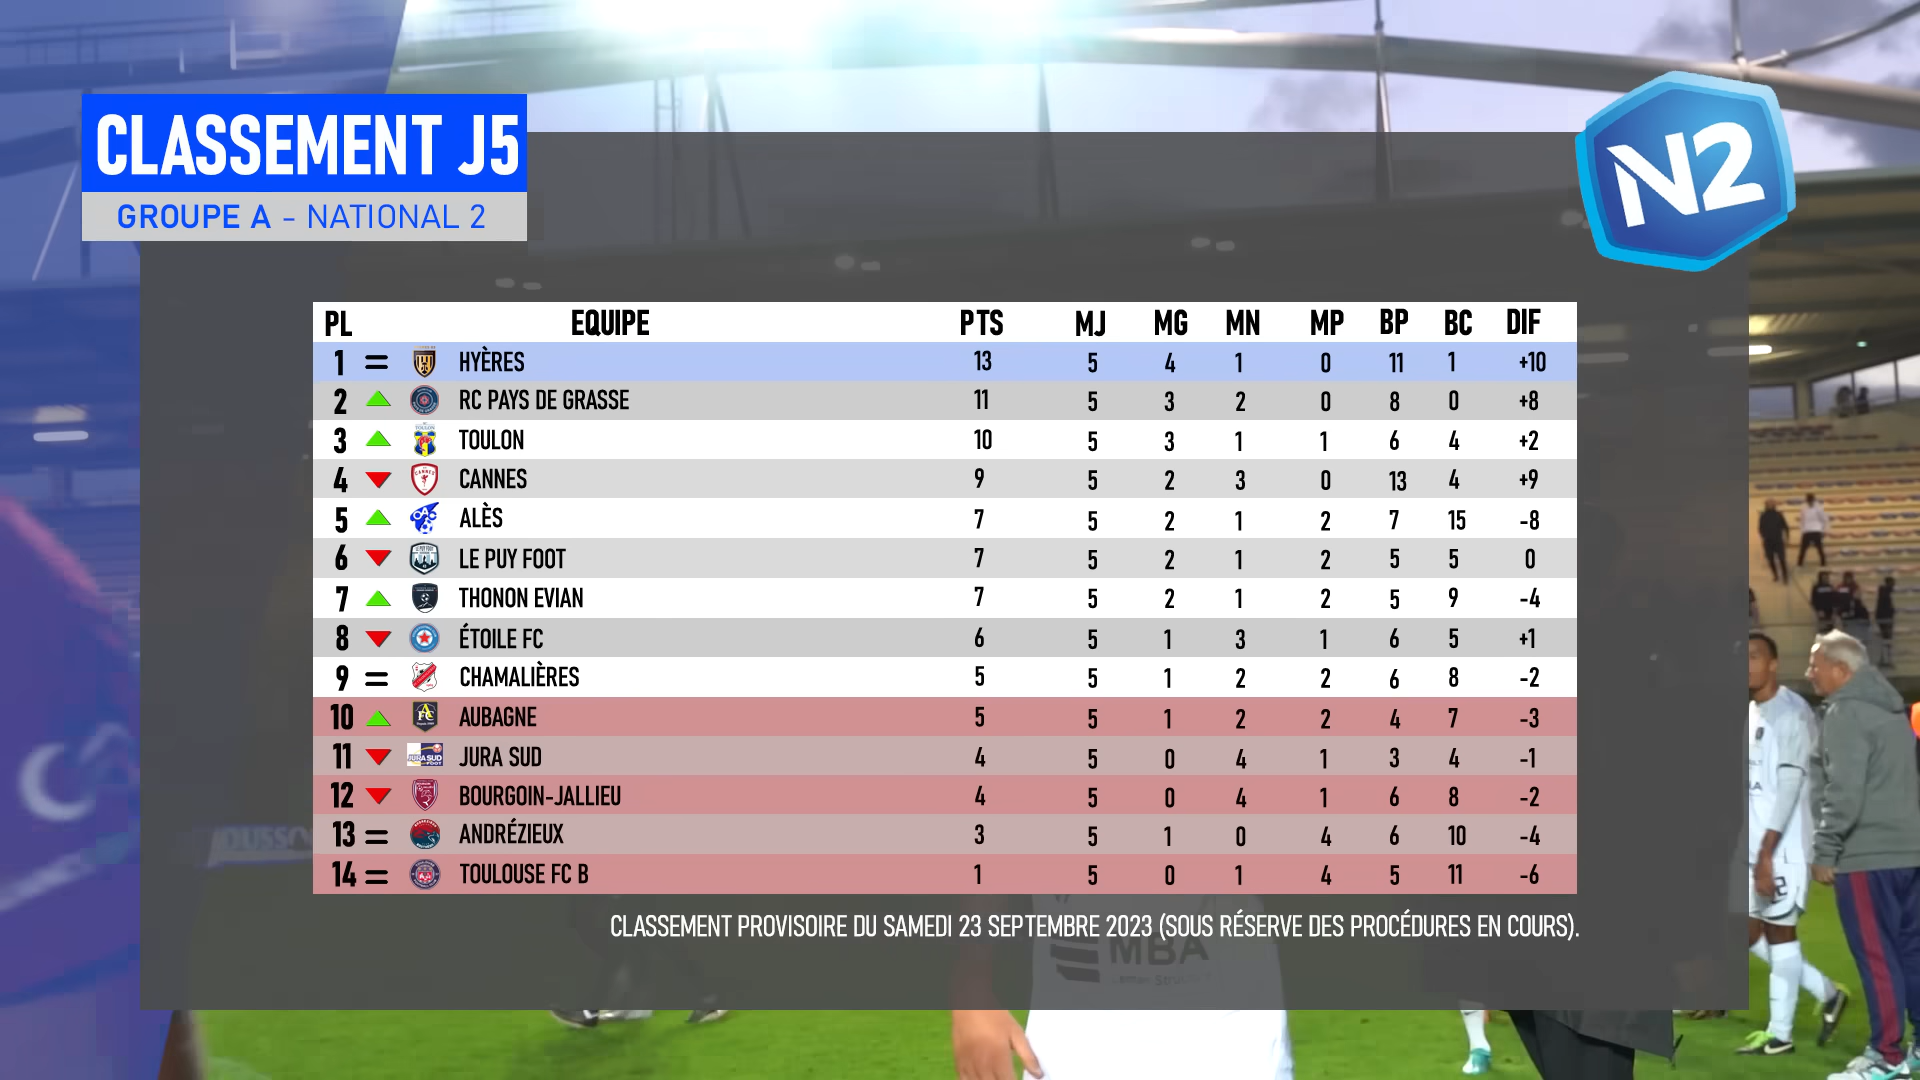 CLASSEMENT J5
GROUPE A - NATIONAL 2
N2
PL EQUIPE PTS MJ MG MN MP BP BC DIF
1 = HYÈRES 13 5 4 1 0 11 1 +10
2 RC PAYS DE GRASSE 11 5 3 2 0 8 0 +8
3 TOULON 10 5 3 1 1 6 4 +2
4 CANNES 9 5 2 3 0 13 4 +9
5 ALÈS 7 5 2 1 2 7 15 -8
6 LE PUY FOOT 7 5 2 1 2 5 5 0
7 THONON EVIAN 7 5 2 1 2 5 9 -4
8 ÉTOILE FC 6 5 1 3 1 6 5 +1
9 = CHAMALIÈRES 5 5 1 2 2 6 8 -2
10 AUBAGNE 5 5 1 2 2 4 7 -3
11 JURA SUD 4 5 0 4 1 3 4 -1
12 BOURGOIN-JALLIEU 4 5 0 4 1 6 8 -2
13 = ANDRÉZIEUX 3 5 1 0 4 6 10 -4
14 = TOULOUSE FC B 1 5 0 1 4 5 11 -6
CLASSEMENT PROVISOIRE DU SAMEDI 23 SEPTEMBRE 2023 (SOUS RÉSERVE DES PROCÉDURES EN COURS).
MBA